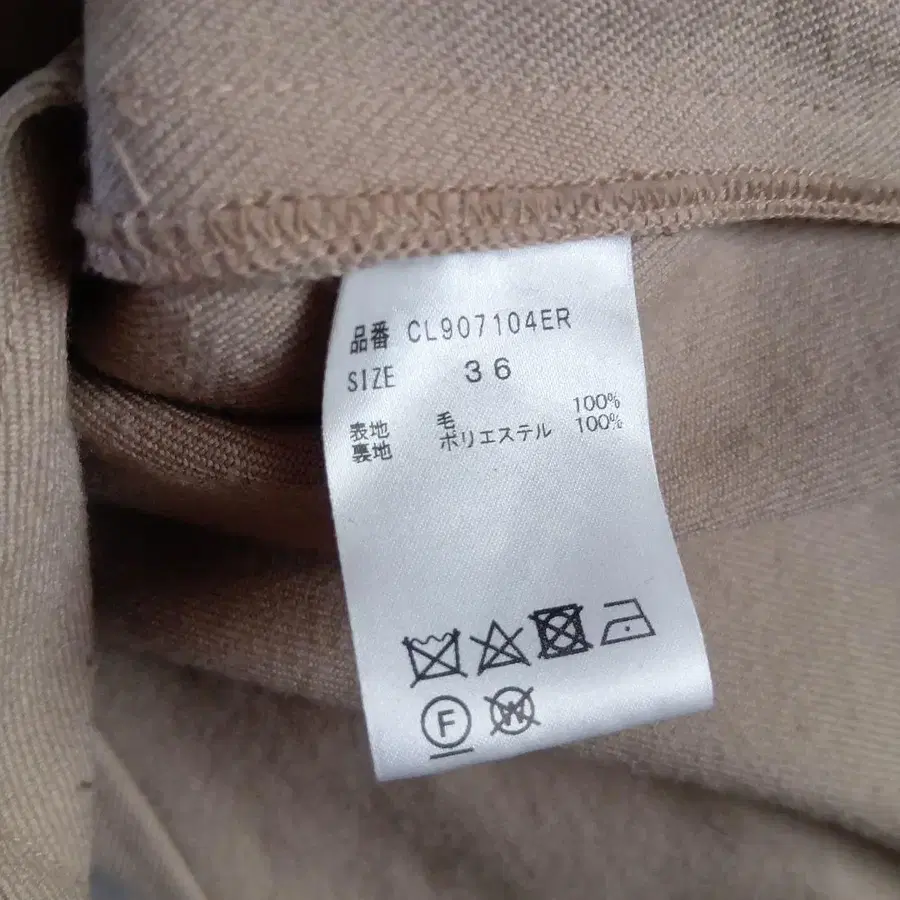 品番 CL907104ER
SIZE 36
表地 毛 100%
裏地 ポリエステル 100%
F
W